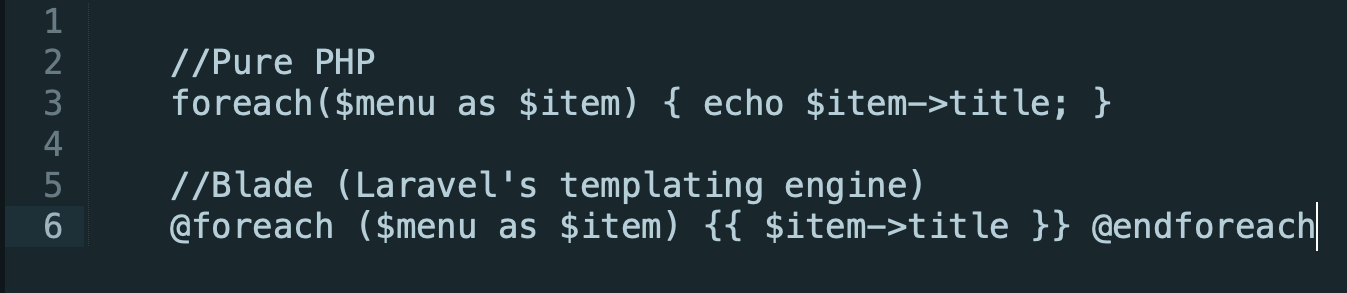 1
2 //Pure PHP
3 foreach($menu as $item) { echo $item->title; }
4
5 //Blade (Laravel's templating engine)
6 @foreach ($menu as $item) {{ $item->title }} @endforeach